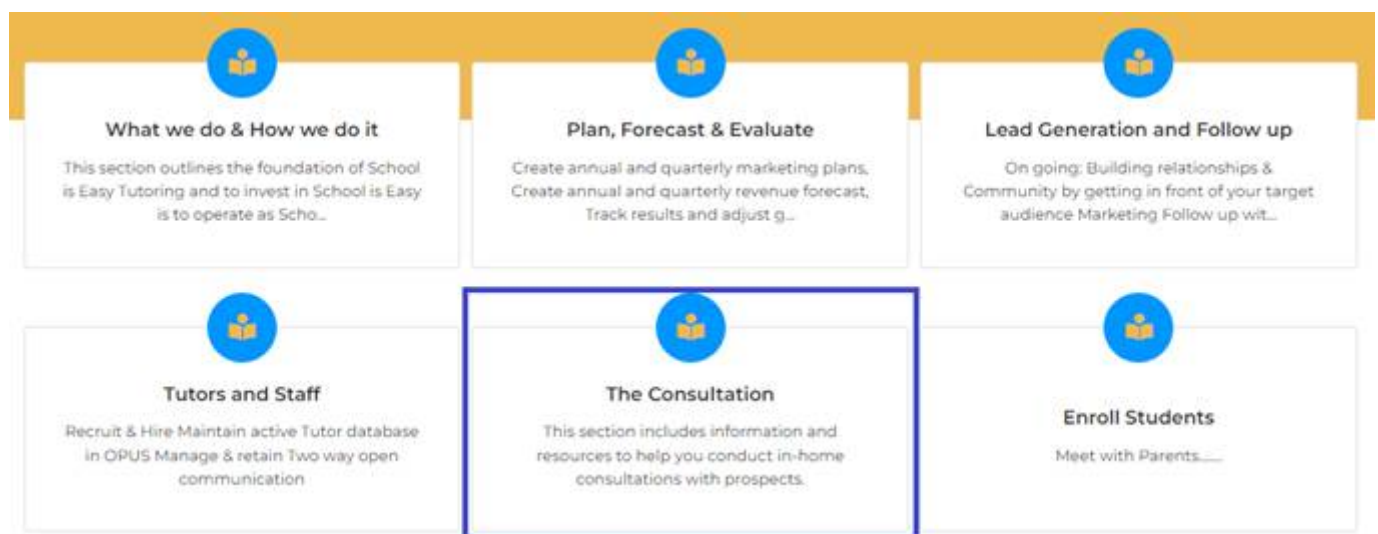 What we do & How we do it
This section outlines the foundation of School
is Easy Tutoring and to invest in School is Easy
is to operate as Scho...
Plan, Forecast & Evaluate
Create annual and quarterly marketing plans,
Create annual and quarterly revenue forecast,
Track results and adjust g...
Lead Generation and Follow up
On going: Building relationships &
Community by getting in front of your target
audience Marketing Follow up wit...
Tutors and Staff
Recruit & Hire Maintain active Tutor database
in OPUS Manage & retain Two way open
communication
The Consultation
This section includes information and
resources to help you conduct in-home
consultations with prospects.
Enroll Students
Meet with Parents.......